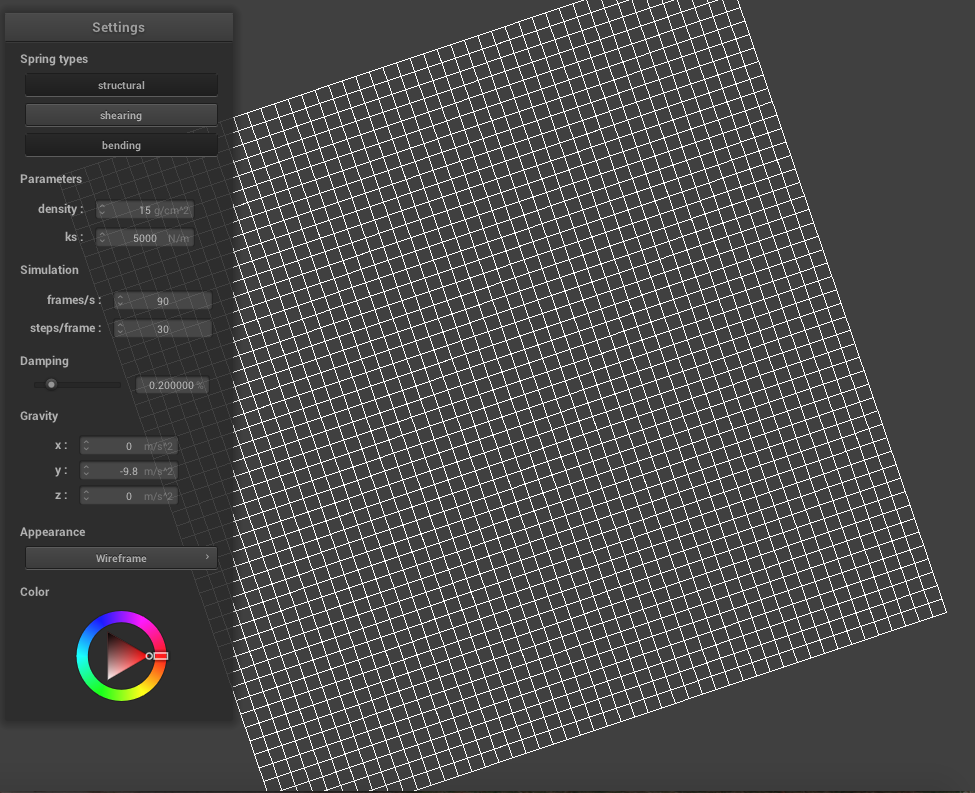 Settings
Spring types
structural
shearing
bending
Parameters
density : 15 g/cm^2
ks : 5000 N/m
Simulation
frames/s : 90
steps/frame : 30
Damping
0.200000 %
Gravity
x : 0 m/s^2
y : -9.8 m/s^2
z : 0 m/s^2
Appearance
Wireframe
Color